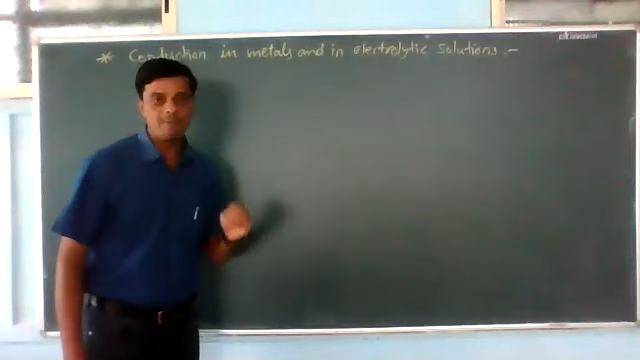 * Conduction in metals and in electrolytic solutions :-